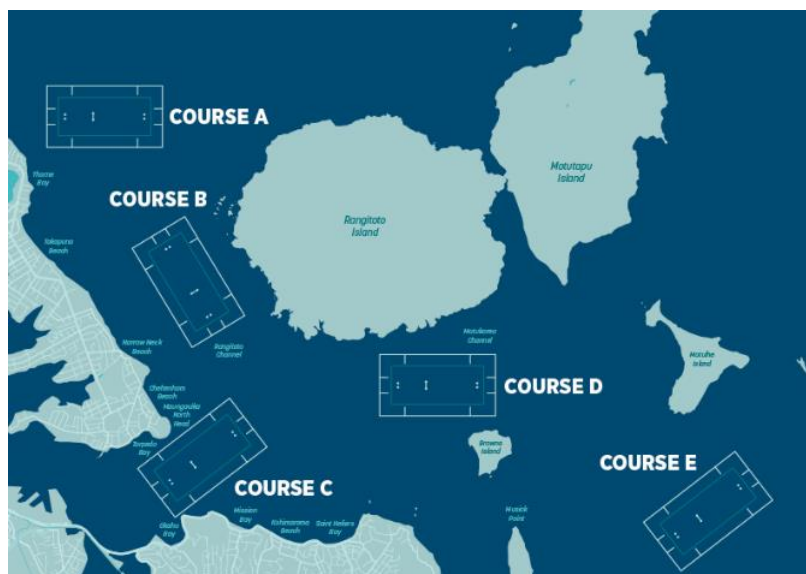 COURSE A
Thorne
Bay
COURSE B
Motutapu
Island
Rangitoto
Island
Takapuna
Beach
Narrow Neck
Beach
Rangitoto
Channel
Motukorea
Channel
Motuihe
Island
Cheltenham
Beach
Maungauika
North
Head
COURSE D
Torpedo
Bay
Browns
Island
COURSE E
COURSE C
Mission
Bay
Okahu
Bay
Kohimarama
Beach
Saint Heliers
Bay
Musick
Point